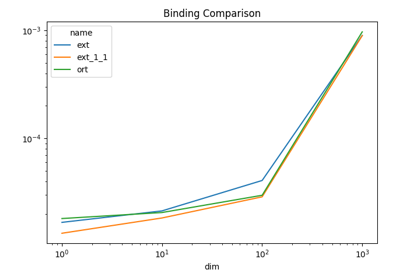 Binding Comparison
name
ext
ext_1_1
ort
10⁻³
10⁻⁴
10⁰ 10¹ 10² 10³
dim